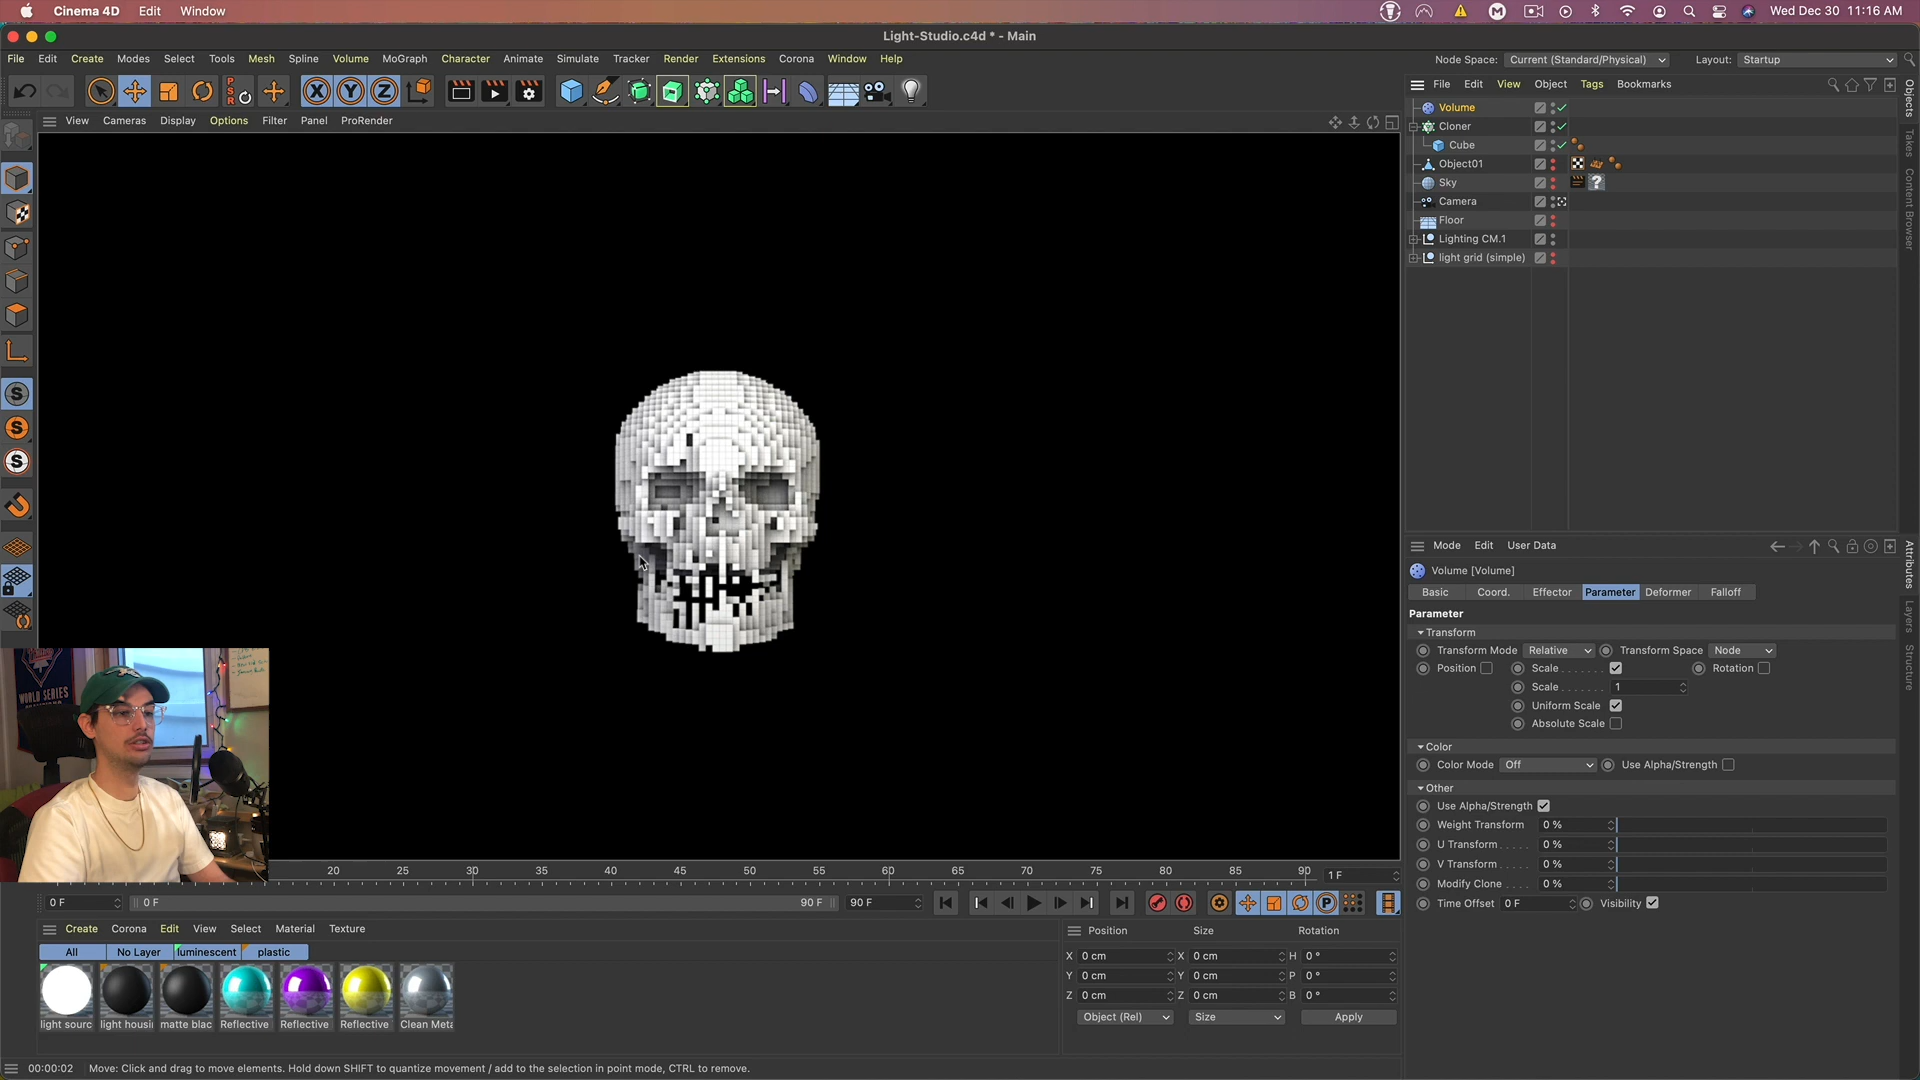 Cinema 4D Edit Window Wed Dec 30 11:16 AM
Light-Studio.c4d * - Main
File Edit Create Modes Select Tools Mesh Spline Volume MoGraph Character Animate Simulate Tracker Render Extensions Corona Window Help Node Space: Current (Standard/Physical) Layout: Startup
PSR X Y Z
File Edit View Object Tags Bookmarks
View Cameras Display Options Filter Panel ProRender
Volume
Cloner
Cube
Object01
Sky
Camera
Floor
Lighting CM.1
light grid (simple)
Objects
Takes
Content Browser
Mode Edit User Data
Volume [Volume]
Basic Coord. Effector Parameter Deformer Falloff
Parameter
Transform
Transform Mode Relative Transform Space Node
Position Scale Rotation
Scale 1
Uniform Scale
Absolute Scale
Color
Color Mode Off Use Alpha/Strength
Other
Use Alpha/Strength
Weight Transform 0 %
U Transform 0 %
V Transform 0 %
Modify Clone 0 %
Time Offset 0 F Visibility
Attributes
Layers
Structure
WORLD SERIES
20 25 30 35 40 45 50 55 60 65 70 75 80 85 90 1 F
0 F 0 F 90 F 90 F
Create Corona Edit View Select Material Texture
All No Layer luminescent plastic
light sourc light housi matte blac Reflective Reflective Reflective Clean Meta
Position Size Rotation
X 0 cm X 0 cm H 0 °
Y 0 cm Y 0 cm P 0 °
Z 0 cm Z 0 cm B 0 °
Object (Rel) Size Apply
00:00:02 Move: Click and drag to move elements. Hold down SHIFT to quantize movement / add to the selection in point mode, CTRL to remove.